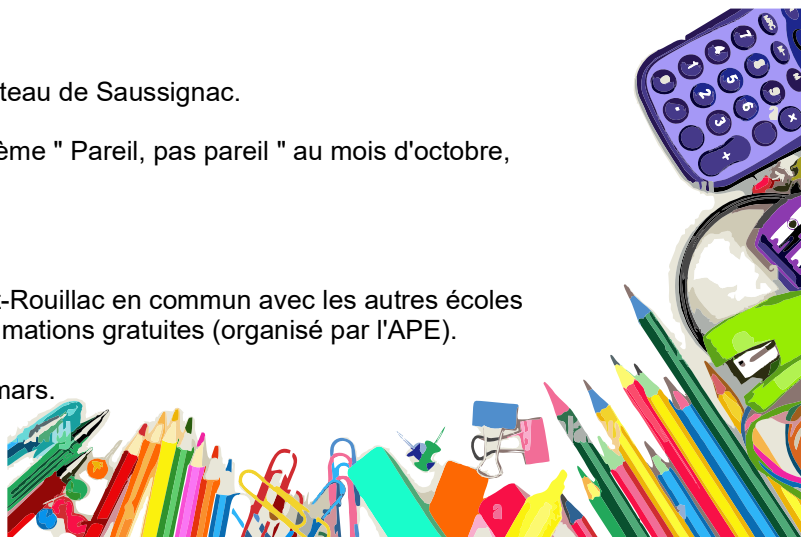 teau de Saussignac.
ème " Pareil, pas pareil " au mois d'octobre,
-Rouillac en commun avec les autres écoles
mations gratuites (organisé par l'APE).
mars.